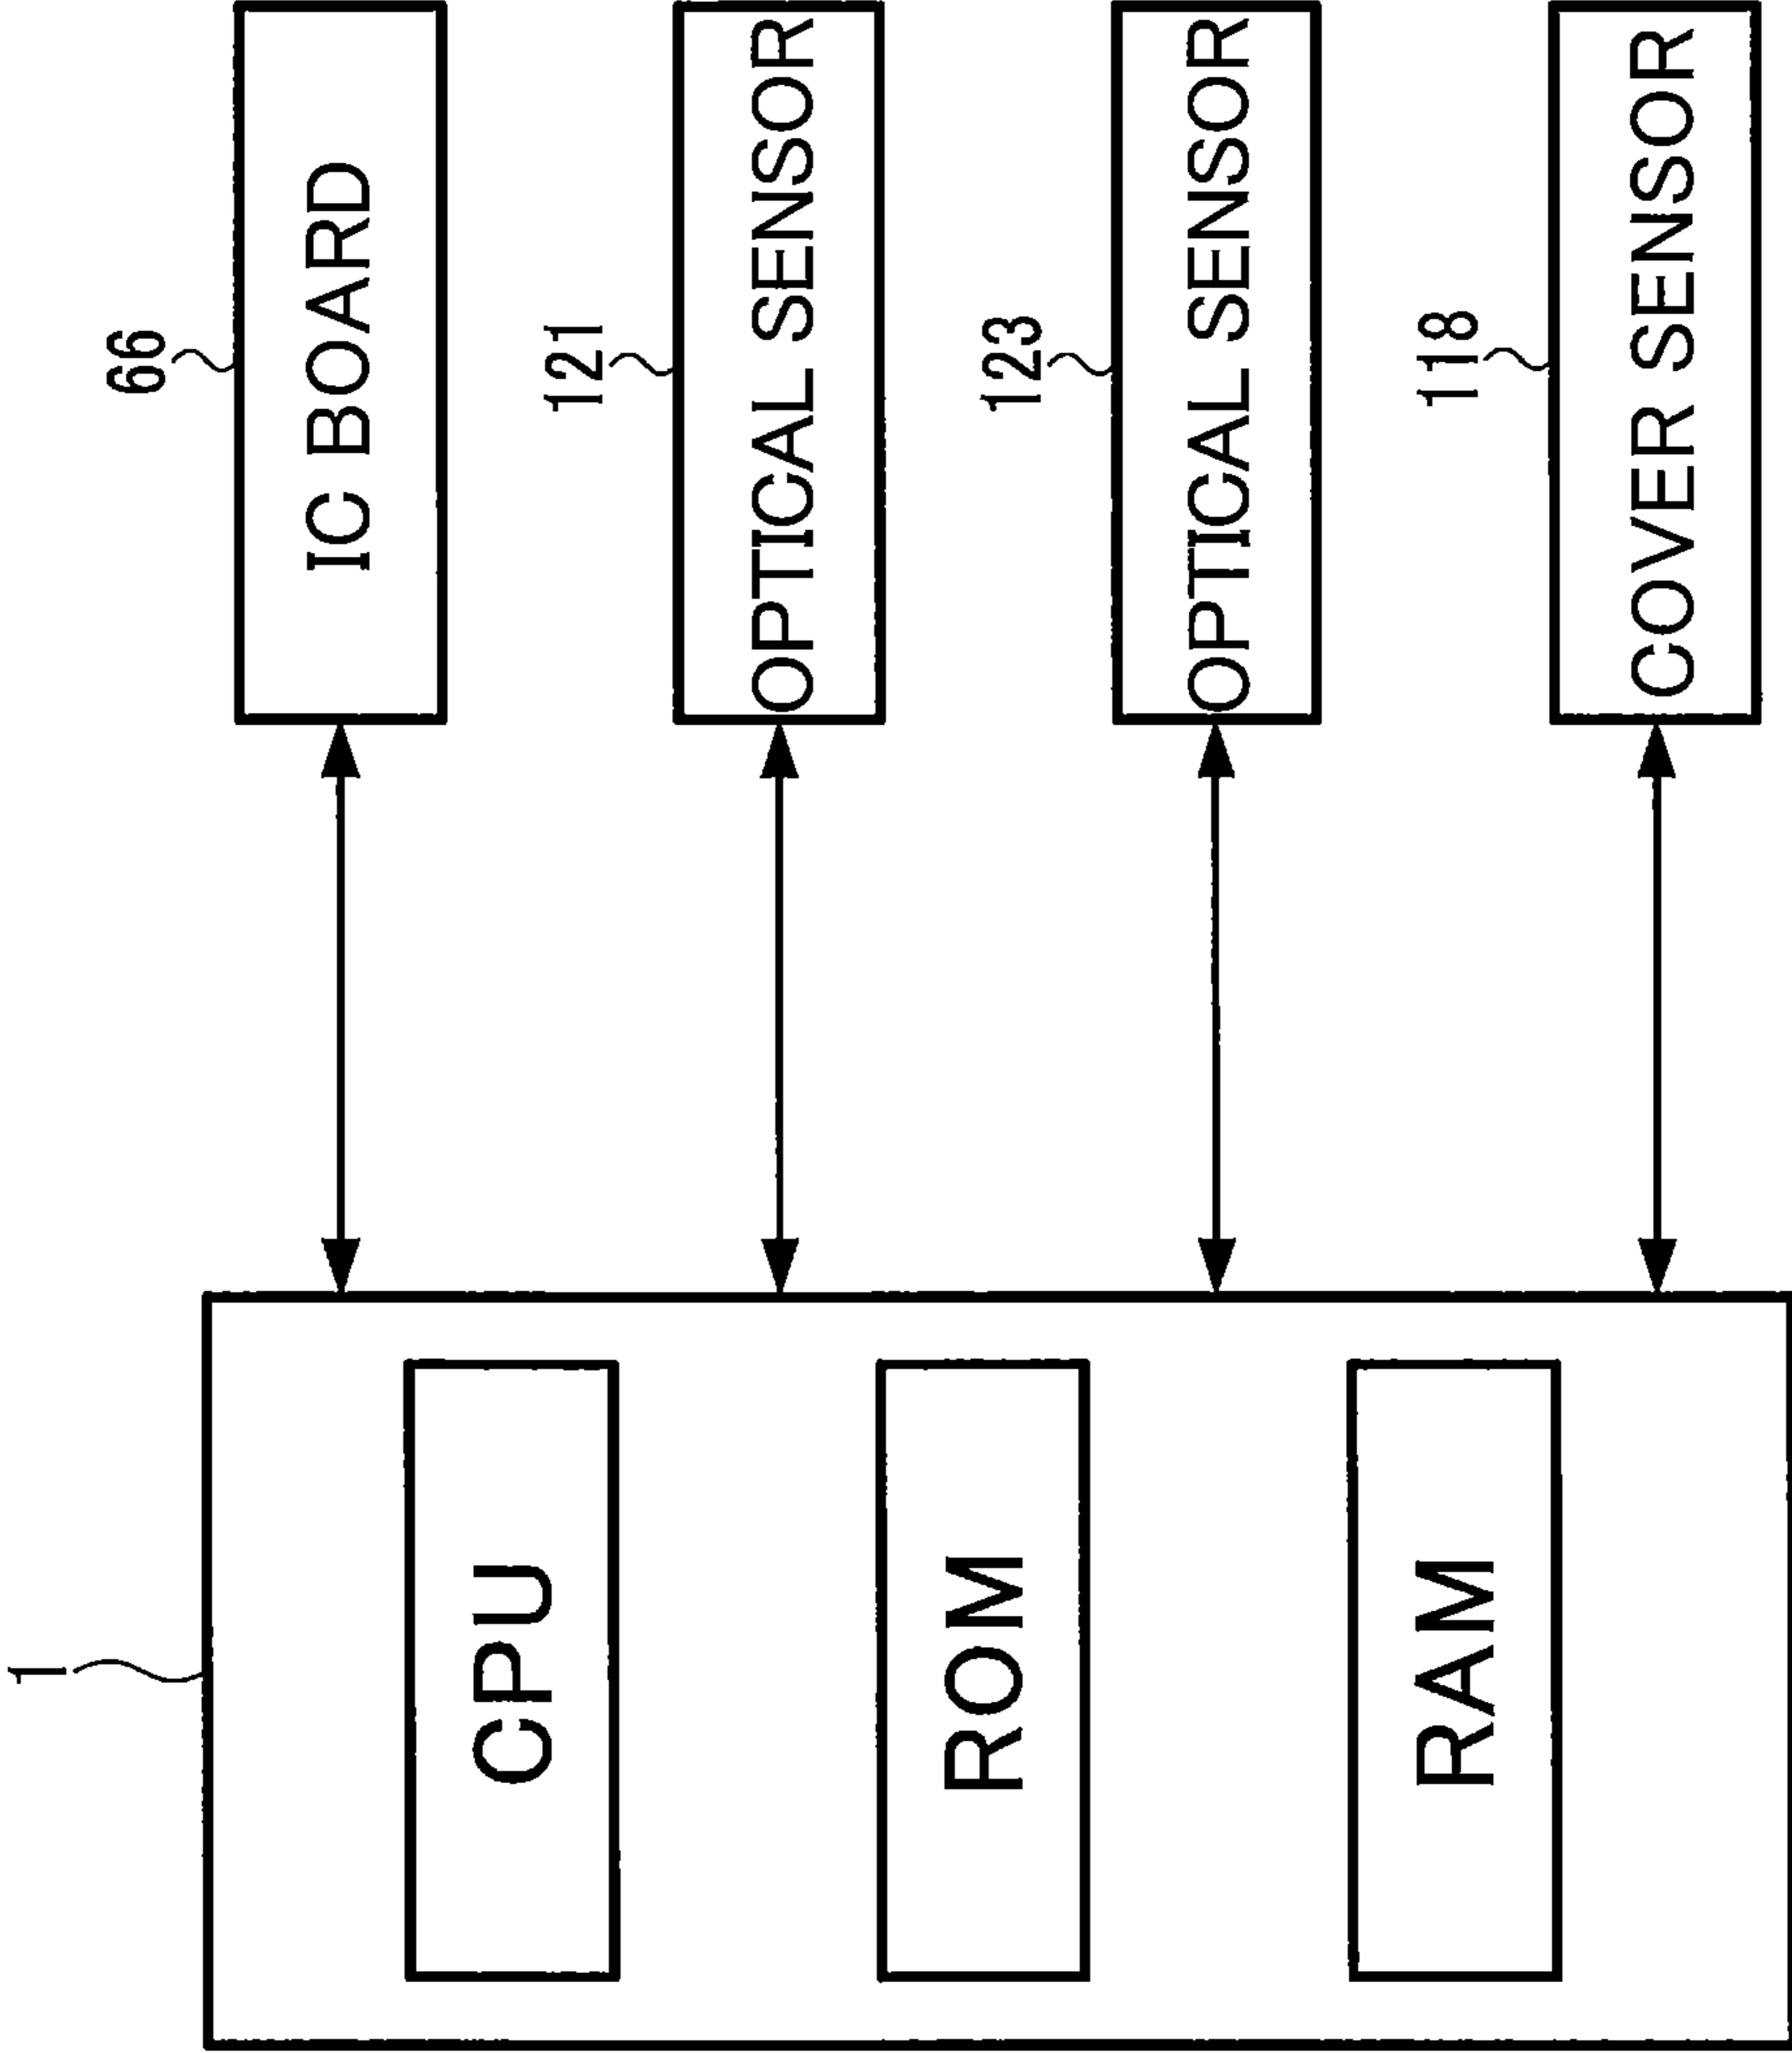 1
CPU
ROM
RAM
66
IC BOARD
121
OPTICAL SENSOR
123
OPTICAL SENSOR
118
COVER SENSOR